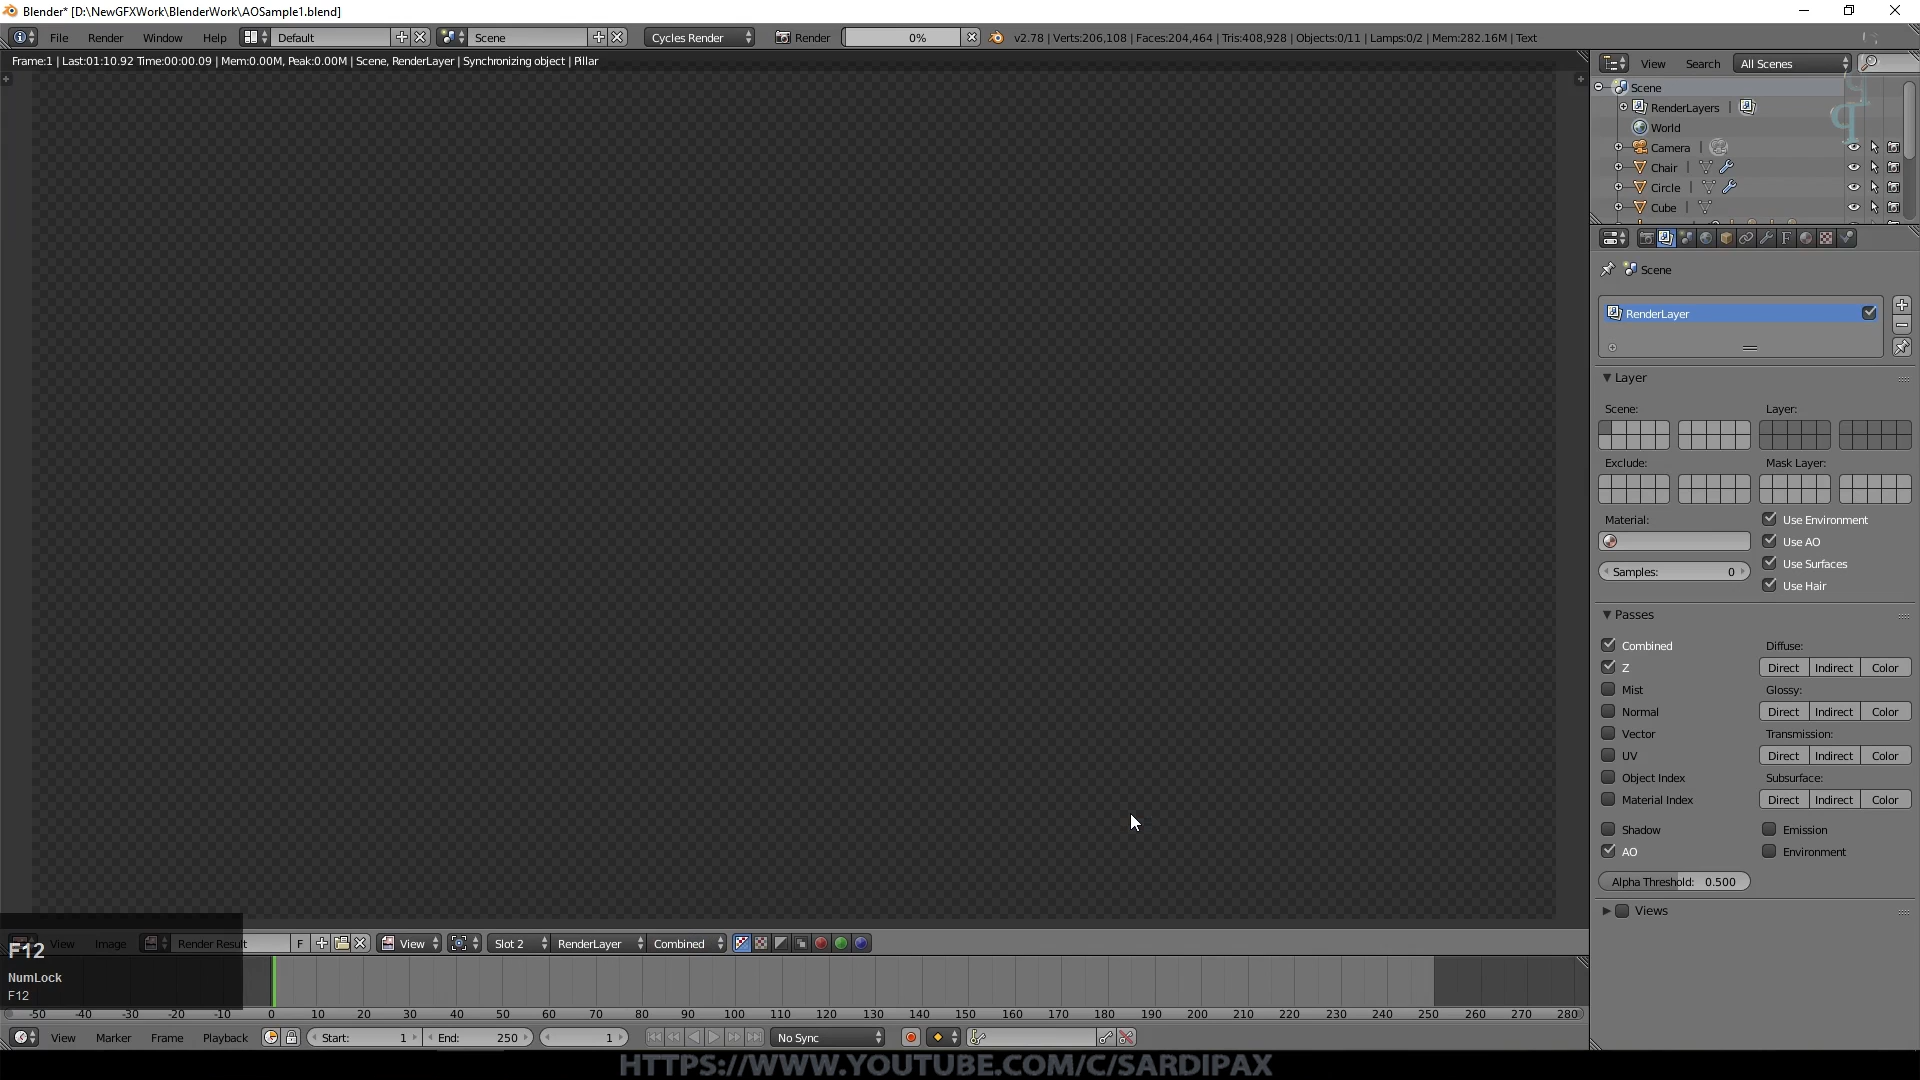 Blender* [D:\NewGFXWork\BlenderWork\AOSample1.blend]
File Render Window Help Default Scene Cycles Render Render 0% v2.78 | Verts:206,108 | Faces:204,464 | Tris:408,928 | Objects:0/11 | Lamps:0/2 | Mem:282.16M | Text
Frame:1 | Last:01:10.92 Time:00:00.09 | Mem:0.00M, Peak:0.00M | Scene, RenderLayer | Synchronizing object | Pillar
View Search All Scenes
Scene
RenderLayers |
World
Camera |
Chair |
Circle |
Cube |
Scene
RenderLayer
Layer
Scene: Layer:
Exclude: Mask Layer:
Material: Use Environment
Use AO
Samples: 0 Use Surfaces
Use Hair
Passes
Combined Diffuse:
Z Direct Indirect Color
Mist Glossy:
Normal Direct Indirect Color
Vector Transmission:
UV Direct Indirect Color
Object Index Subsurface:
Material Index Direct Indirect Color
Shadow Emission
AO Environment
Alpha Threshold: 0.500
Views
View Image Render Result F View Slot 2 RenderLayer Combined
F12
NumLock
F12
-50 -40 -30 -20 -10 0 10 20 30 40 50 60 70 80 90 100 110 120 130 140 150 160 170 180 190 200 210 220 230 240 250 260 270 280
View Marker Frame Playback Start: 1 End: 250 1 No Sync
HTTPS://WWW.YOUTUBE.COM/C/SARDIPAX